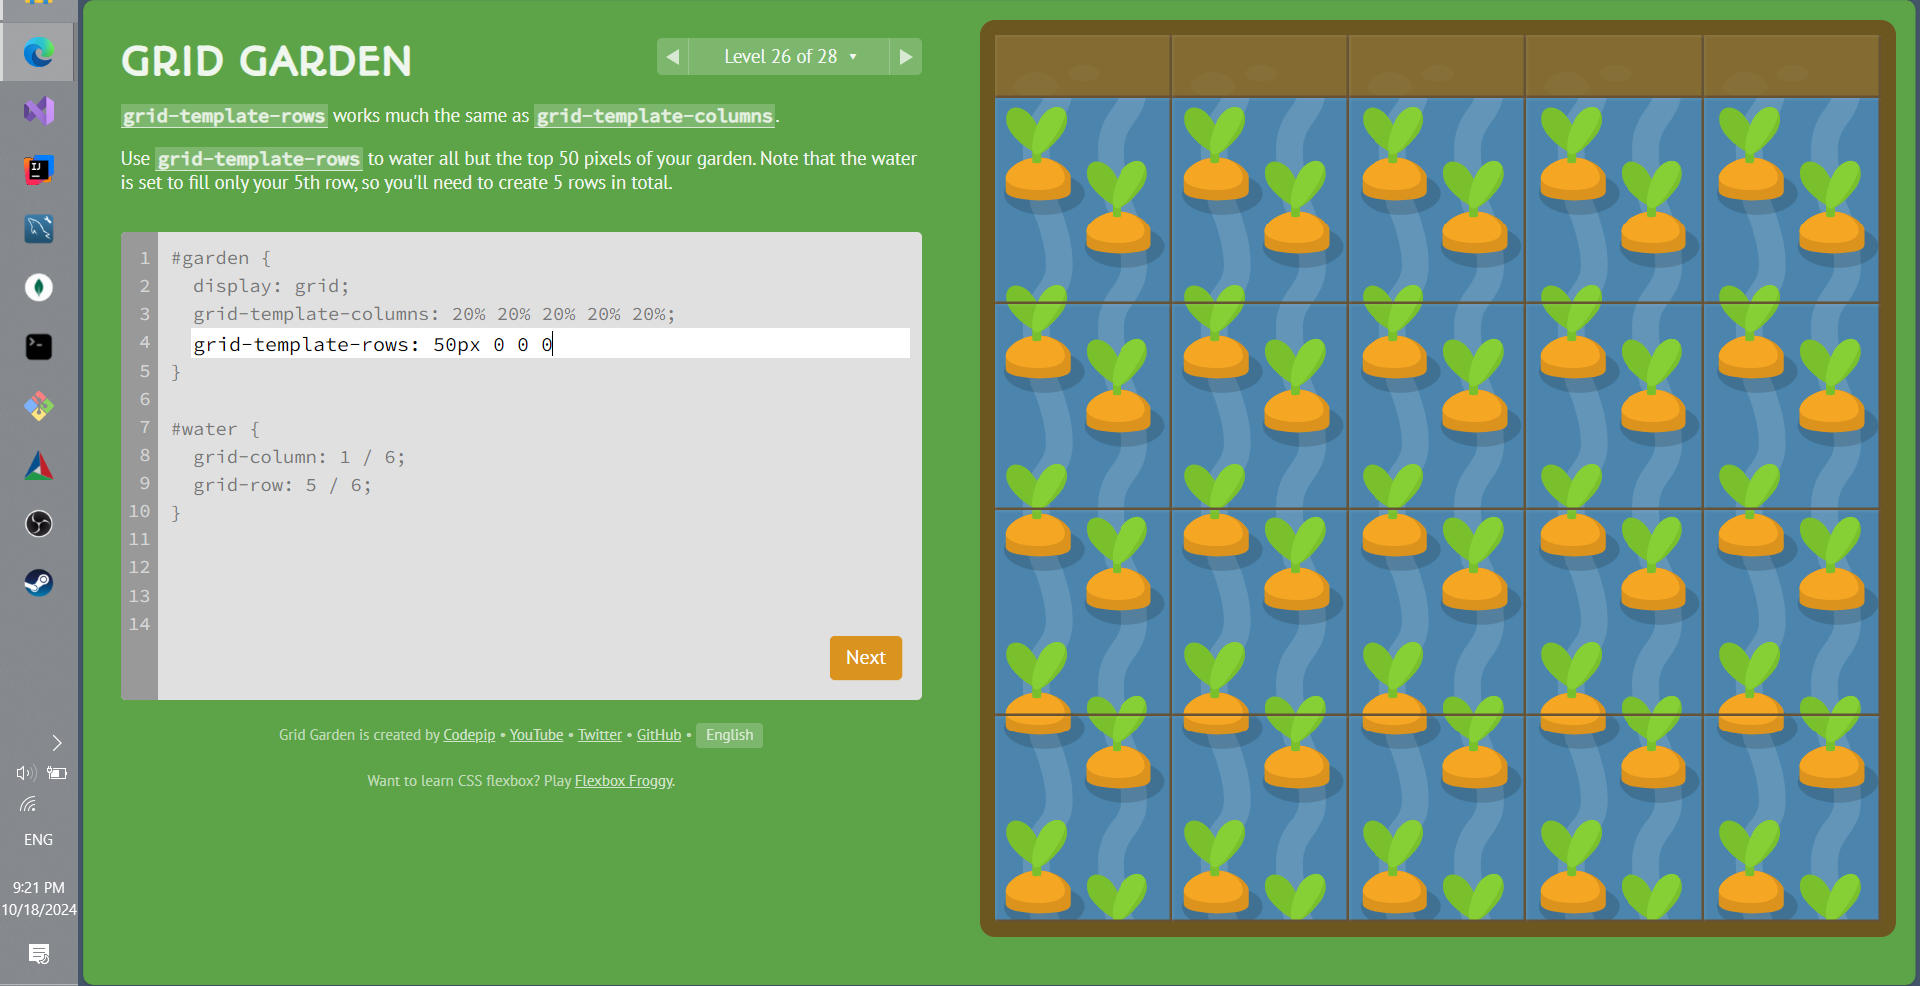 GRID GARDEN
Level 26 of 28
grid-template-rows works much the same as grid-template-columns.
Use grid-template-rows to water all but the top 50 pixels of your garden. Note that the water
is set to fill only your 5th row, so you'll need to create 5 rows in total.
1 #garden {
2 display: grid;
3 grid-template-columns: 20% 20% 20% 20% 20%;
4 grid-template-rows: 50px 0 0 0
5 }
6
7 #water {
8 grid-column: 1 / 6;
9 grid-row: 5 / 6;
10 }
11
12
13
14
Next
Grid Garden is created by Codepip • YouTube • Twitter • GitHub • English
Want to learn CSS flexbox? Play Flexbox Froggy.
IJ
ENG
9:21 PM
10/18/2024